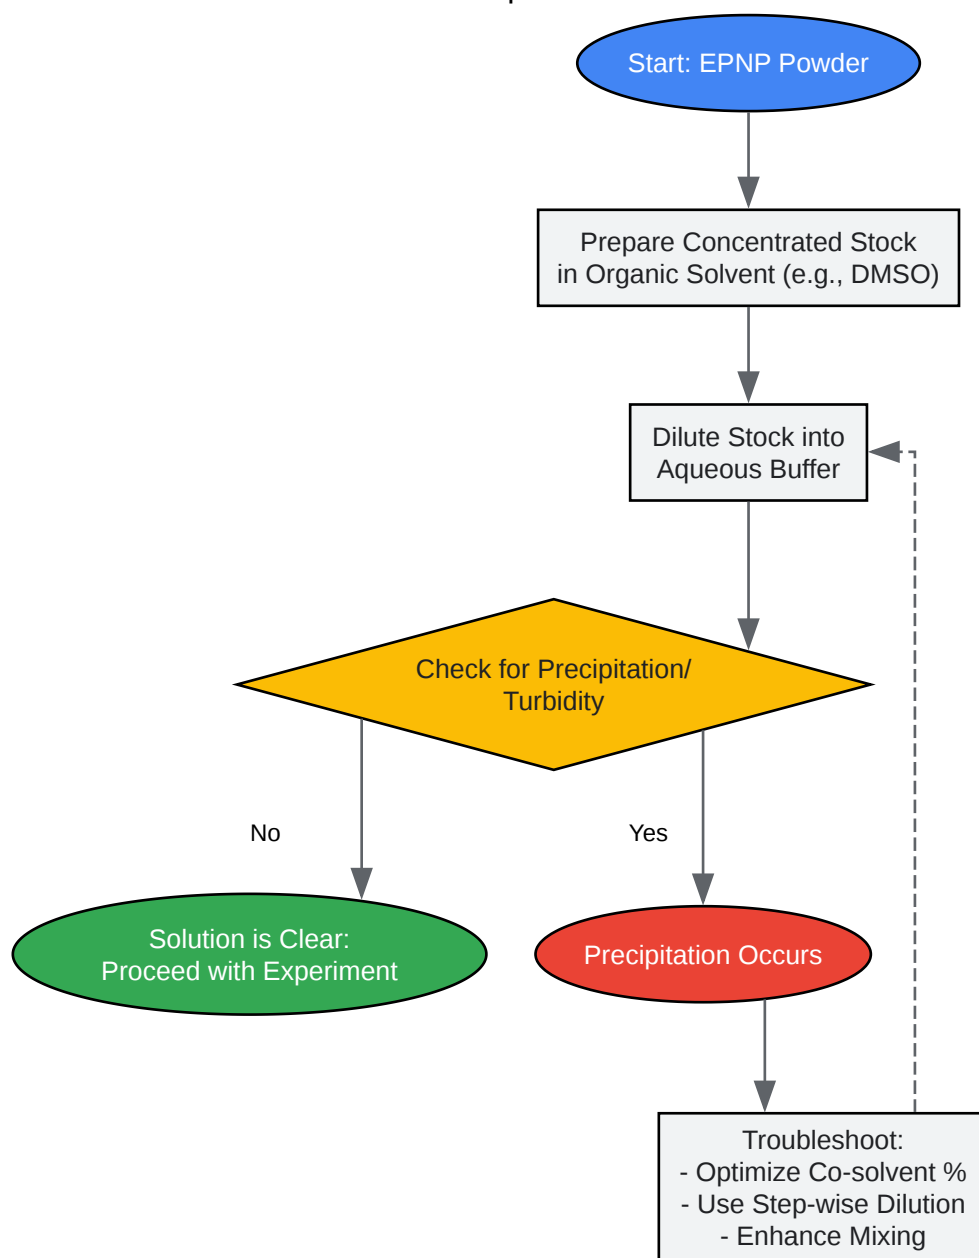 Start: EPNP Powder
Prepare Concentrated Stock
in Organic Solvent (e.g., DMSO)
Dilute Stock into
Aqueous Buffer
Check for Precipitation/
Turbidity
No
Yes
Solution is Clear:
Proceed with Experiment
Precipitation Occurs
Troubleshoot:
- Optimize Co-solvent %
- Use Step-wise Dilution
- Enhance Mixing